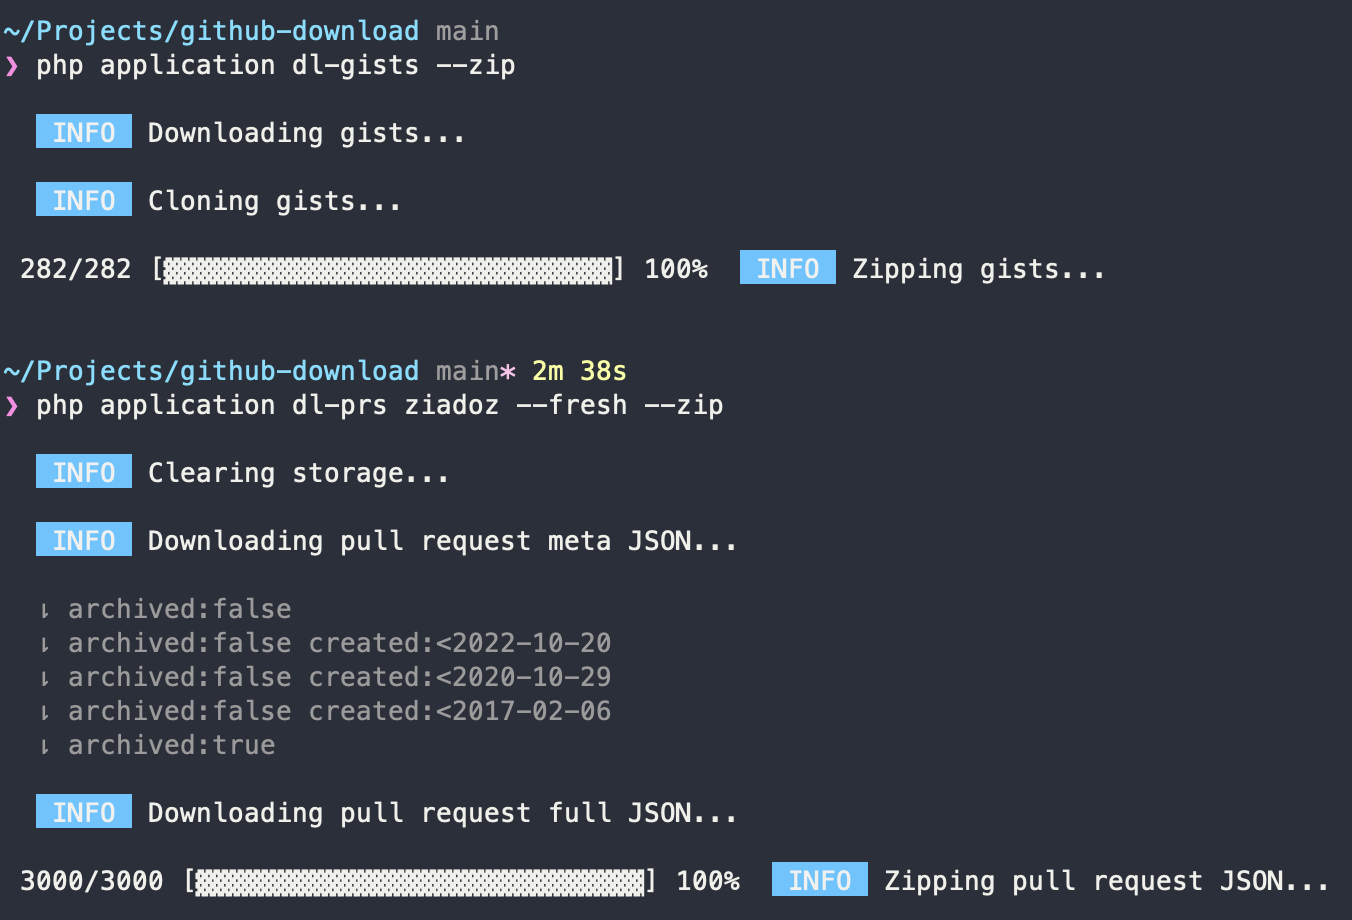 ~/Projects/github-download main
❯ php application dl-gists --zip
INFO Downloading gists...
INFO Cloning gists...
282/282 [▓▓▓▓▓▓▓▓▓▓▓▓▓▓▓▓▓▓▓▓▓▓▓▓▓▓▓▓] 100% INFO Zipping gists...
~/Projects/github-download main* 2m 38s
❯ php application dl-prs ziadoz --fresh --zip
INFO Clearing storage...
INFO Downloading pull request meta JSON...
⇂ archived:false
⇂ archived:false created:<2022-10-20
⇂ archived:false created:<2020-10-29
⇂ archived:false created:<2017-02-06
⇂ archived:true
INFO Downloading pull request full JSON...
3000/3000 [▓▓▓▓▓▓▓▓▓▓▓▓▓▓▓▓▓▓▓▓▓▓▓▓▓▓▓▓] 100% INFO Zipping pull request JSON...